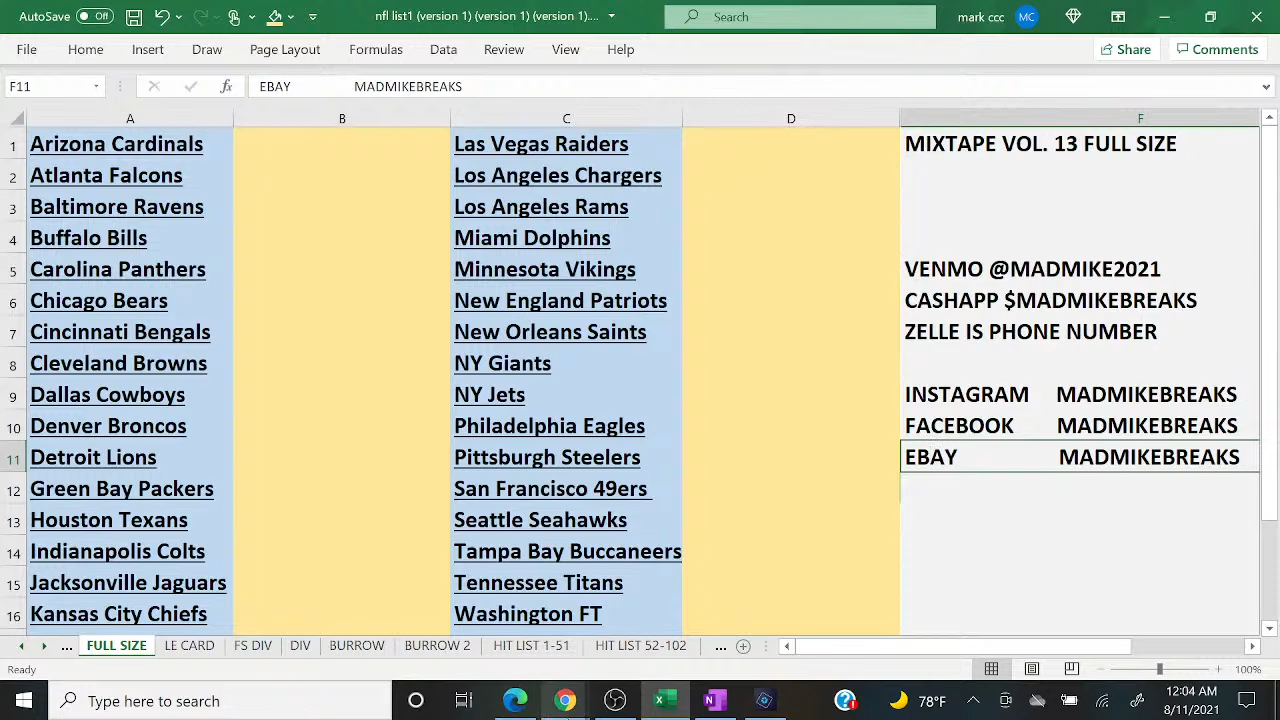 AutoSave Off nfl list1 (version 1) (version 1) (version 1).... Search mark ccc MC
File Home Insert Draw Page Layout Formulas Data Review View Help Share Comments
F11 fx EBAY MADMIKEBREAKS
A B C D F
1 Arizona Cardinals Las Vegas Raiders MIXTAPE VOL. 13 FULL SIZE
2 Atlanta Falcons Los Angeles Chargers
3 Baltimore Ravens Los Angeles Rams
4 Buffalo Bills Miami Dolphins
5 Carolina Panthers Minnesota Vikings VENMO @MADMIKE2021
6 Chicago Bears New England Patriots CASHAPP $MADMIKEBREAKS
7 Cincinnati Bengals New Orleans Saints ZELLE IS PHONE NUMBER
8 Cleveland Browns NY Giants
9 Dallas Cowboys NY Jets INSTAGRAM MADMIKEBREAKS
10 Denver Broncos Philadelphia Eagles FACEBOOK MADMIKEBREAKS
11 Detroit Lions Pittsburgh Steelers EBAY MADMIKEBREAKS
12 Green Bay Packers San Francisco 49ers
13 Houston Texans Seattle Seahawks
14 Indianapolis Colts Tampa Bay Buccaneers
15 Jacksonville Jaguars Tennessee Titans
16 Kansas City Chiefs Washington FT
... FULL SIZE LE CARD FS DIV DIV BURROW BURROW 2 HIT LIST 1-51 HIT LIST 52-102 ...
Ready 100%
Type here to search 78°F 12:04 AM
8/11/2021